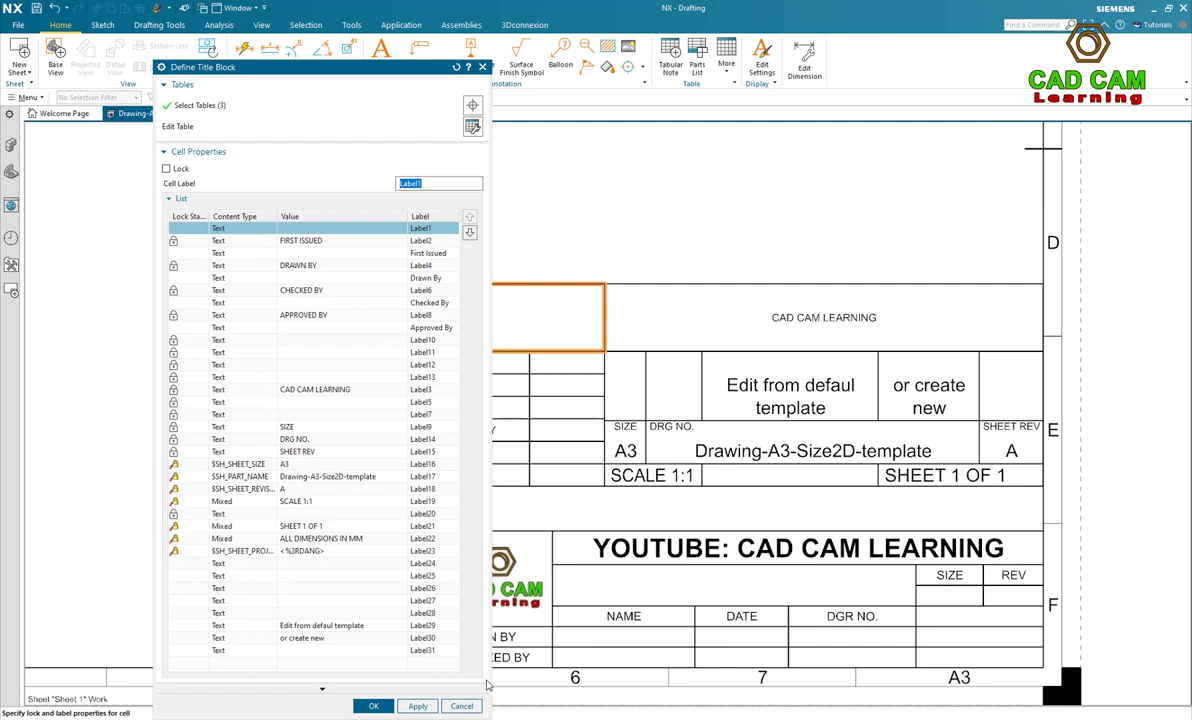 NX
Window
NX - Drafting
SIEMENS
File
Home
Sketch
Drafting Tools
Analysis
View
Selection
Tools
Application
Assemblies
3Dconnexion
Find a Command
Tutorials
New Sheet
Base View
Projected View
Detail View
Section Line
Surface Finish Symbol
Balloon
Tabular Note
Parts List
More
Edit Settings
Edit Dimension
Sheet
View
Table
Display
CAD CAM
Learning
Menu
No Selection Filter
Welcome Page
Drawing-A
Define Title Block
Tables
Select Tables (3)
Edit Table
Cell Properties
Lock
Cell Label
Label1
List
Lock Sta... Content Type Value Label
Text Label1
Text FIRST ISSUED Label2
Text First Issued
Text DRAWN BY Label4
Text Drawn By
Text CHECKED BY Label6
Text Checked By
Text APPROVED BY Label8
Text Approved By
Text Label10
Text Label11
Text Label12
Text Label13
Text CAD CAM LEARNING Label3
Text Label5
Text Label7
Text SIZE Label9
Text DRG NO. Label14
Text SHEET REV Label15
$SH_SHEET_SIZE A3 Label16
$SH_PART_NAME Drawing-A3-Size2D-template Label17
$SH_SHEET_REVIS... A Label18
Mixed SCALE 1:1 Label19
Text Label20
Mixed SHEET 1 OF 1 Label21
Mixed ALL DIMENSIONS IN MM Label22
$SH_SHEET_PROJ... <%3RDANG> Label23
Text Label24
Text Label25
Text Label26
Text Label27
Text Label28
Text Edit from defaul template Label29
Text or create new Label30
Text Label31
OK
Apply
Cancel
Sheet "Sheet 1" Work
Specify lock and label properties for cell
D
CAD CAM LEARNING
Edit from defaul
template
or create
new
SIZE
DRG NO.
SHEET REV
A3
Drawing-A3-Size2D-template
A
E
SCALE 1:1
SHEET 1 OF 1
YOUTUBE: CAD CAM LEARNING
SIZE
REV
F
NAME
DATE
DGR NO.
6
7
A3